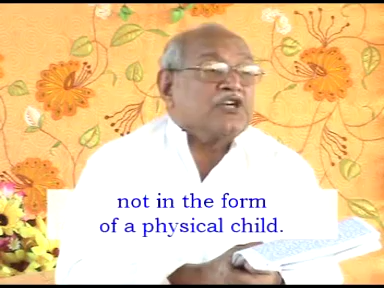 not in the form
of a physical child.